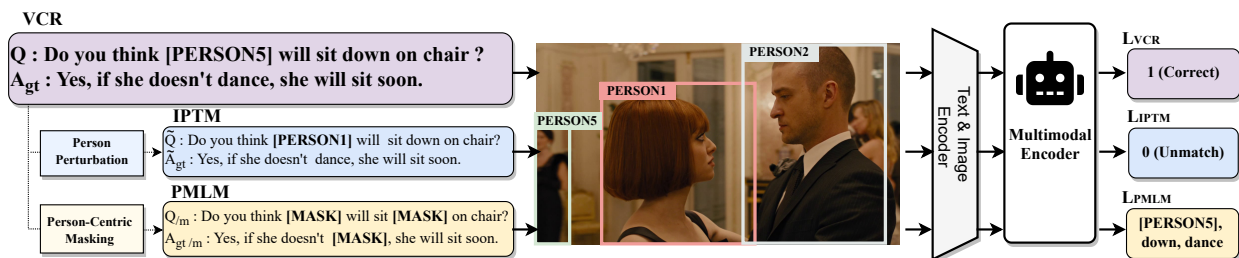 VCR
Q : Do you think [PERSON5] will sit down on chair ?
Agt : Yes, if she doesn't dance, she will sit soon.
IPTM
Person
Perturbation
Q̃ : Do you think [PERSON1] will sit down on chair?
Ãgt : Yes, if she doesn't dance, she will sit soon.
PMLM
Person-Centric
Masking
Q/m : Do you think [MASK] will sit [MASK] on chair?
Agt /m : Yes, if she doesn't [MASK], she will sit soon.
PERSON2
PERSON1
PERSON5
Text & Image
Encoder
Multimodal
Encoder
LVCR
1 (Correct)
LIPTM
0 (Unmatch)
LPMLM
[PERSON5],
down, dance